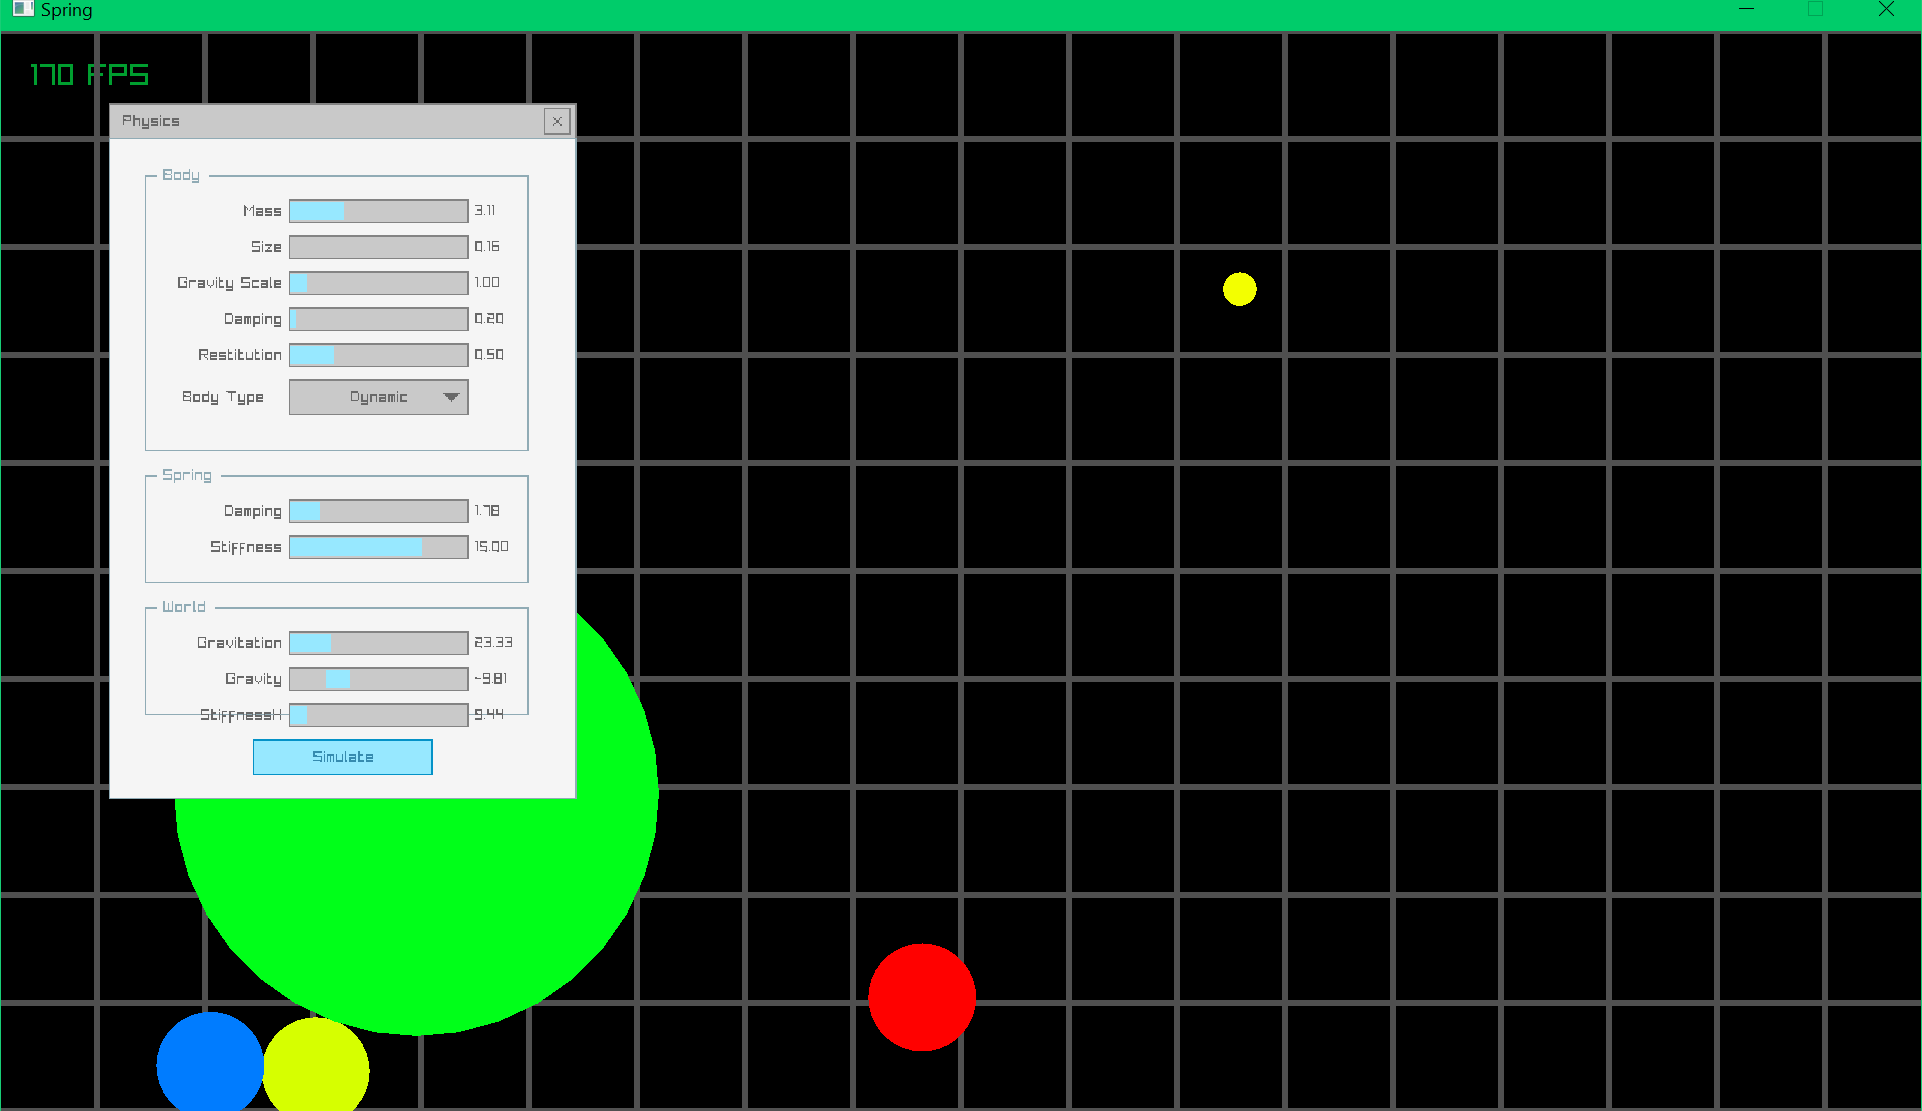 Spring
170 FPS
Physics
Body
Mass 3.11
Size 0.16
Gravity Scale 1.00
Damping 0.20
Restitution 0.50
Body Type Dynamic
Spring
Damping 1.78
Stiffness 15.00
World
Gravitation 23.33
Gravity -9.81
StiffnessH 9.44
Simulate